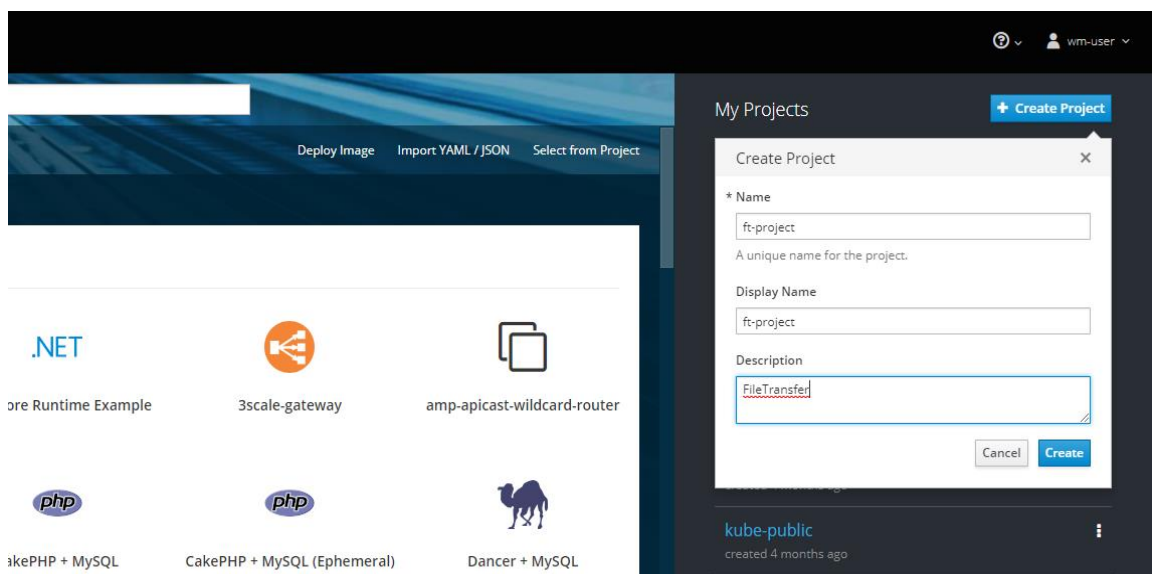 wm-user
My Projects
+ Create Project
Deploy Image Import YAML / JSON Select from Project
Create Project
* Name
ft-project
A unique name for the project.
Display Name
ft-project
Description
FileTransfer
Cancel Create
.NET
ore Runtime Example
3scale-gateway
amp-apicast-wildcard-router
php
php
akePHP + MySQL
CakePHP + MySQL (Ephemeral)
Dancer + MySQL
kube-public
created 4 months ago